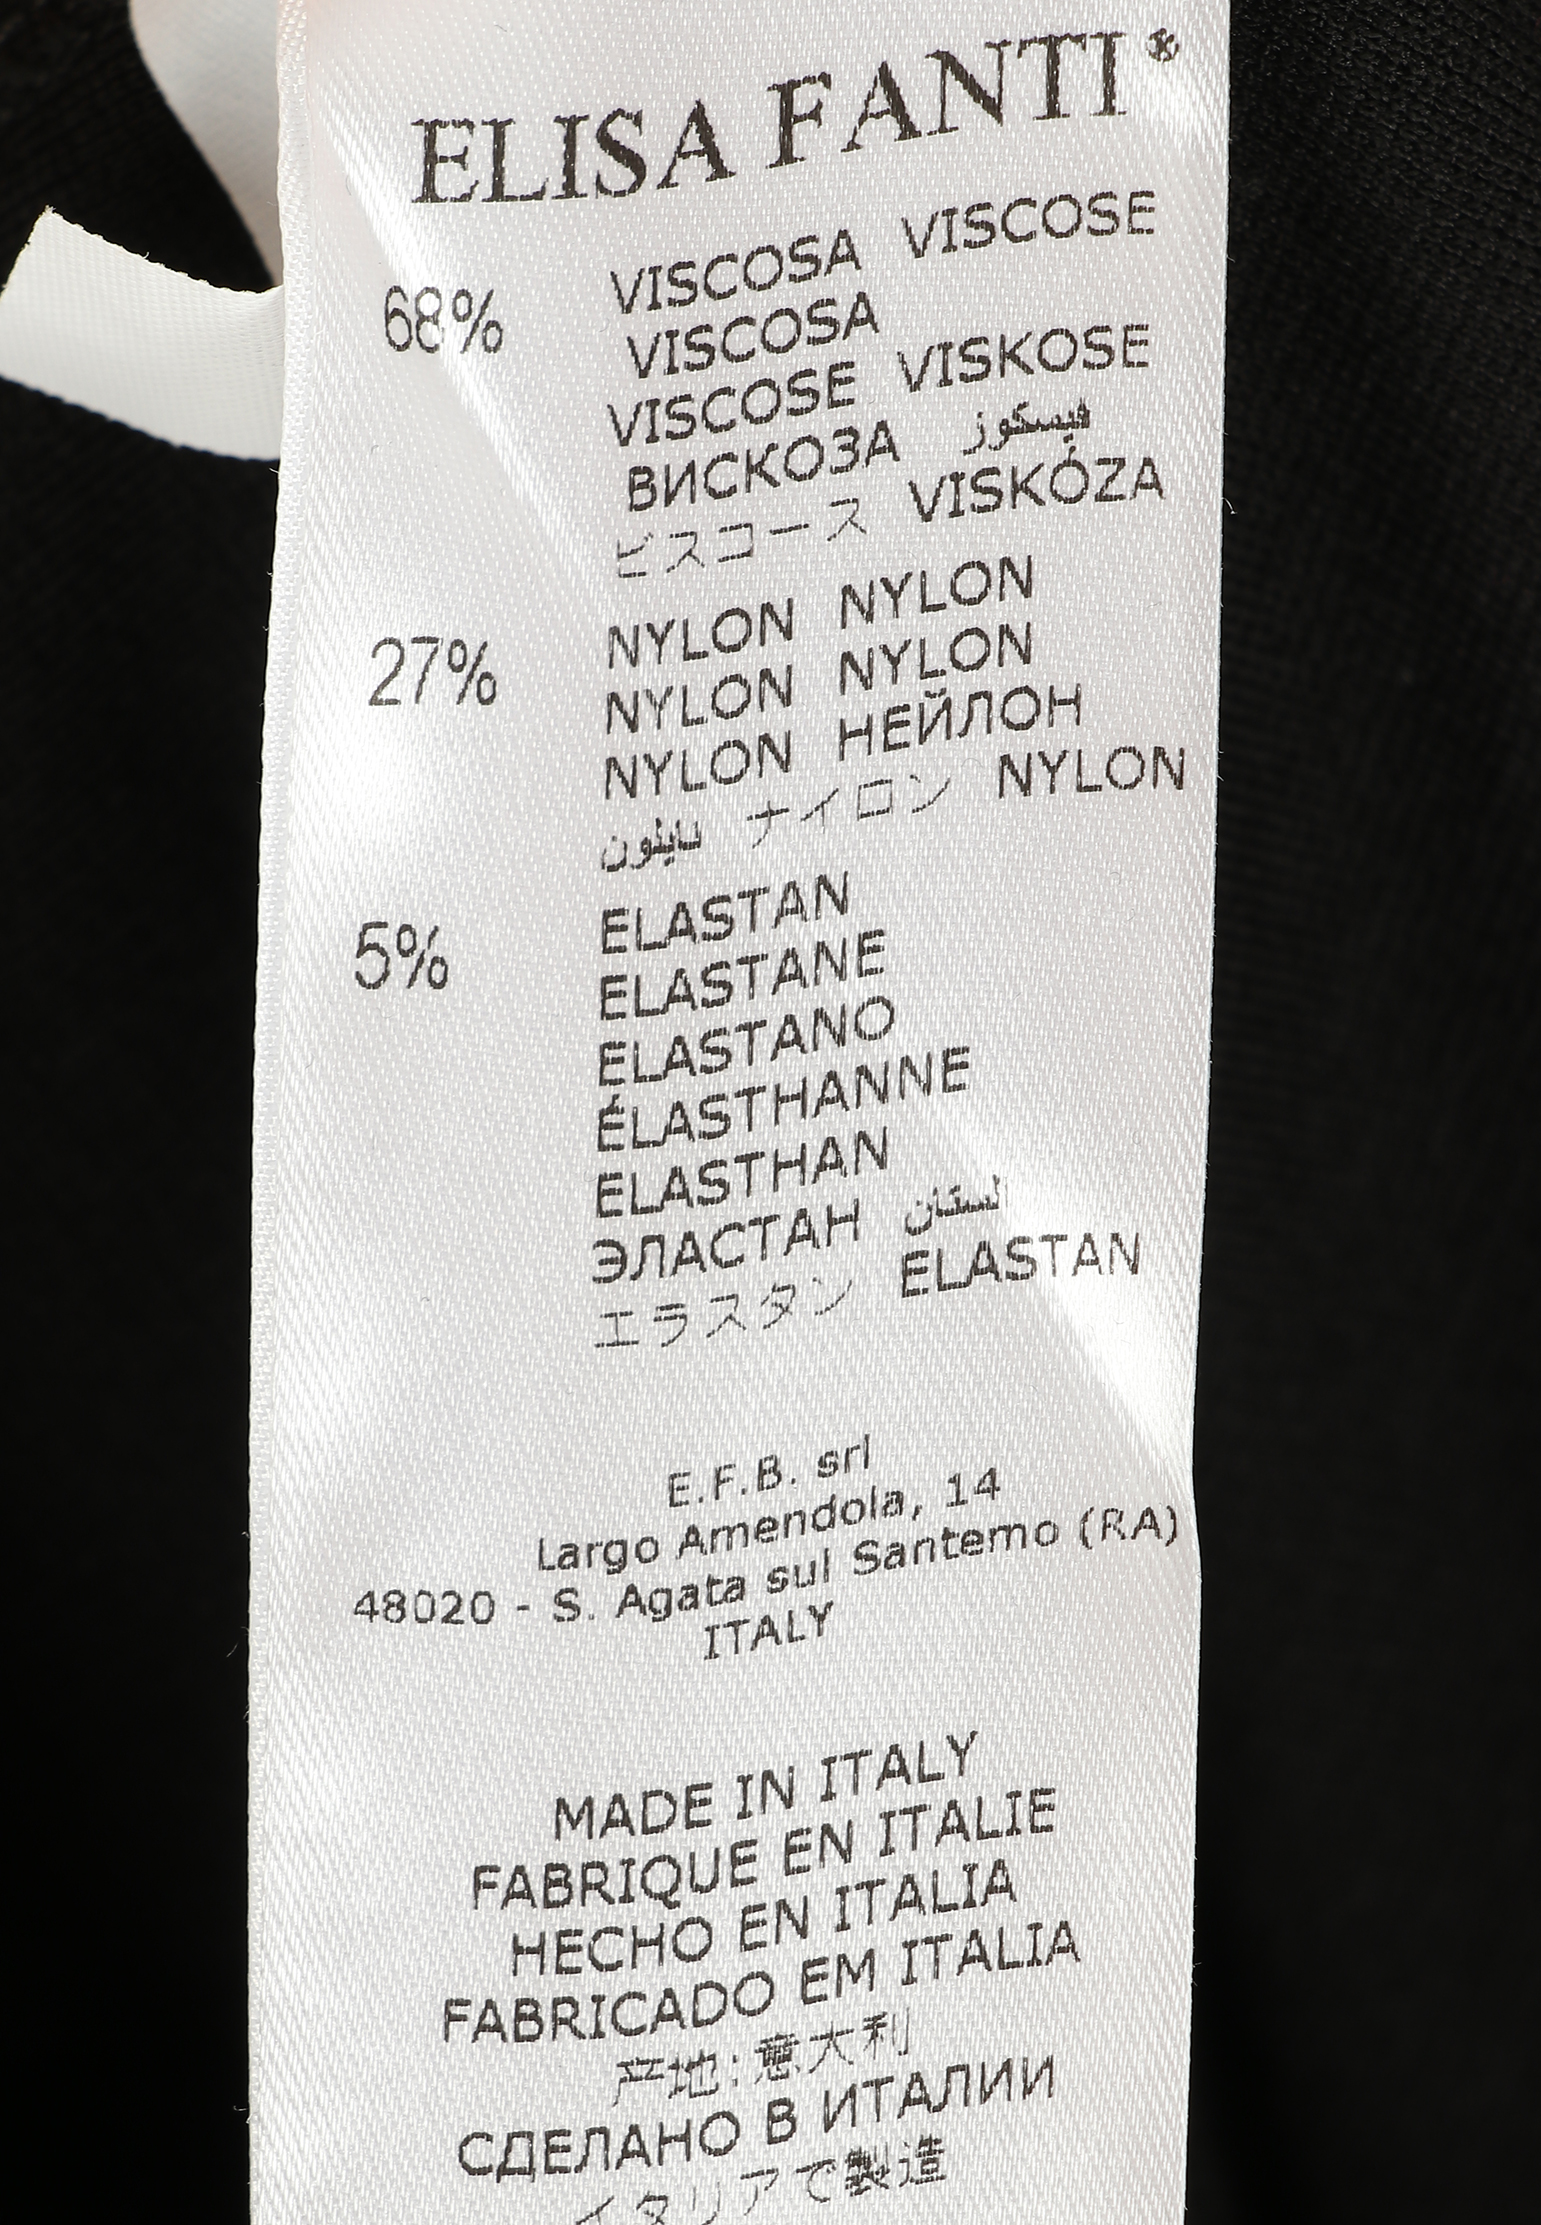 ELISA FANTI®
68% VISCOSA VISCOSE
VISCOSA
VISCOSE VISKOSE
ВИСКОЗА فيسكوز
ビスコース VISKÓZA
27% NYLON NYLON
NYLON NYLON
NYLON НЕЙЛОН
نايلون ナイロン NYLON
5% ELASTAN
ELASTANE
ELASTANO
ÉLASTHANNE
ELASTHAN
ЭЛАСТАН الستان
エラスタン ELASTAN
E.F.B. srl
Largo Amendola, 14
48020 - S. Agata sul Santerno (RA)
ITALY
MADE IN ITALY
FABRIQUE EN ITALIE
HECHO EN ITALIA
FABRICADO EM ITALIA
产地:意大利
СДЕЛАНО В ИТАЛИИ
イタリアで製造